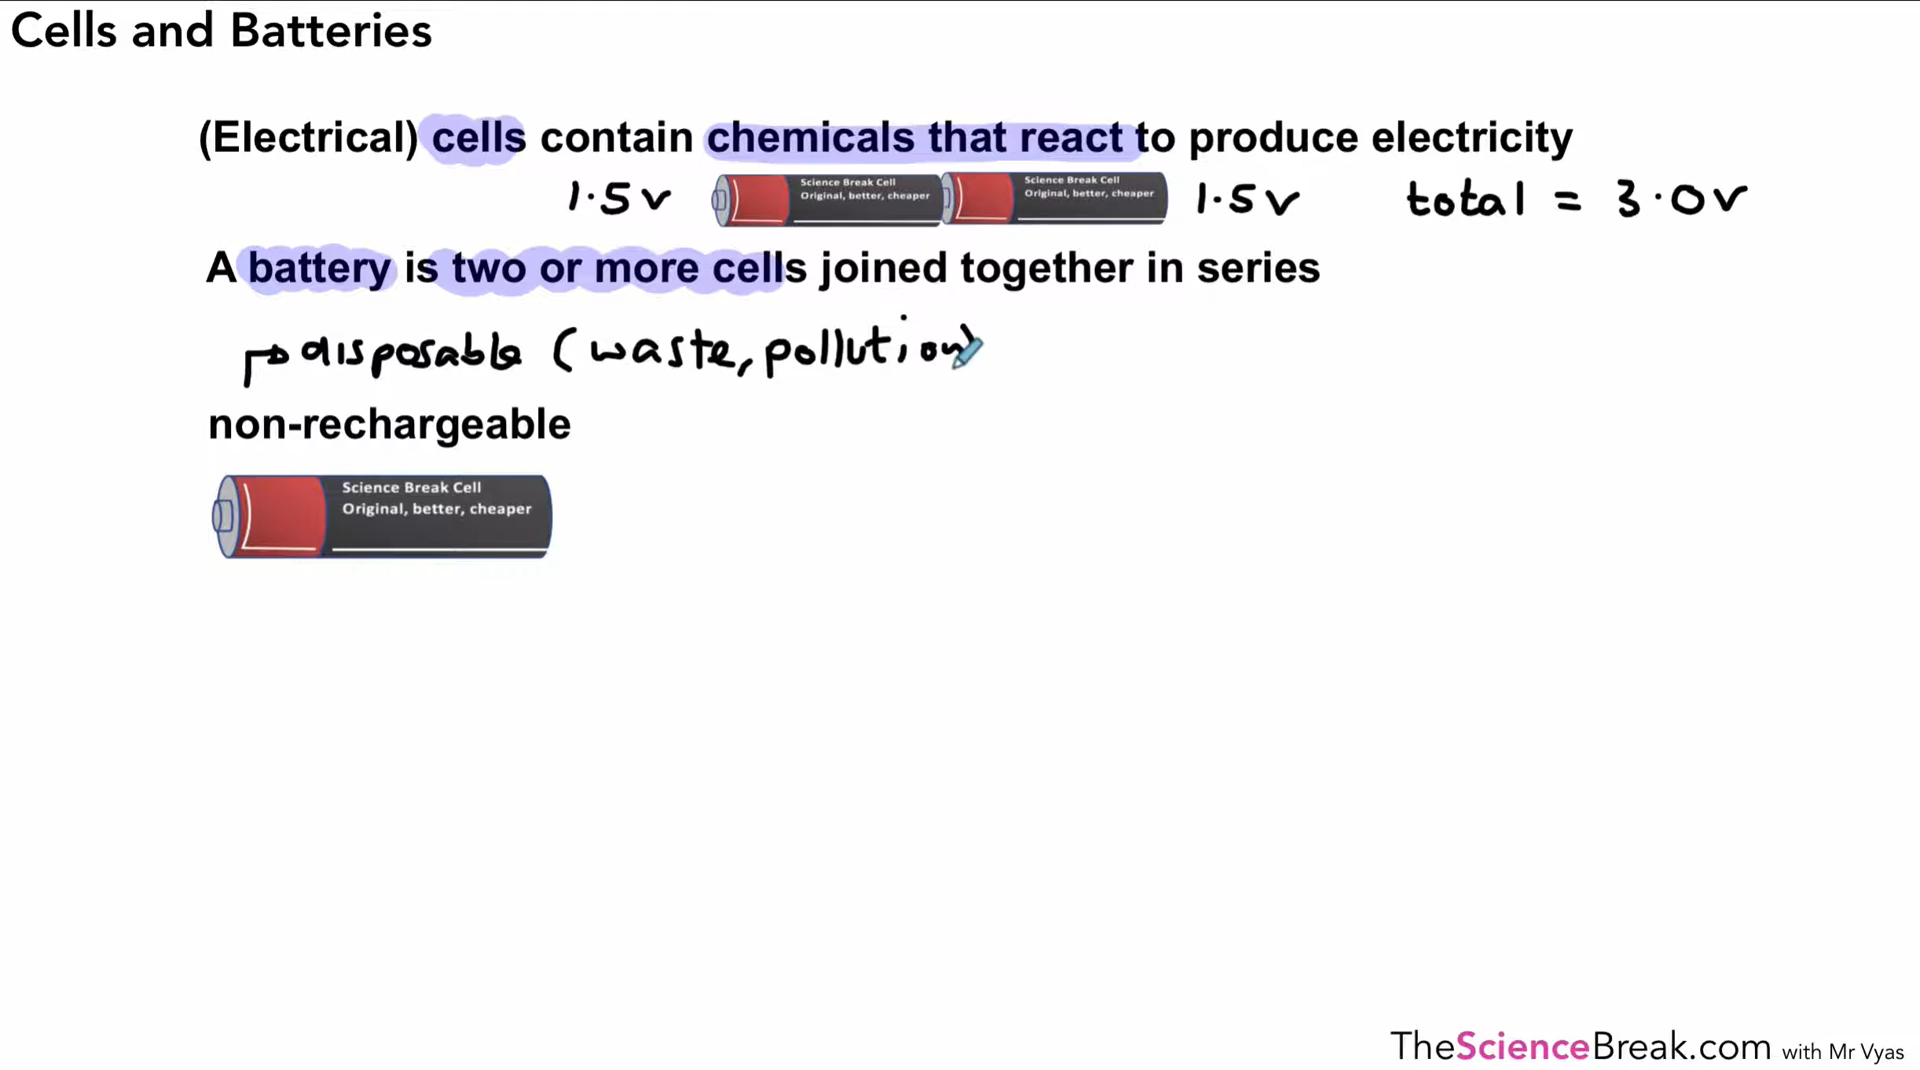 Cells and Batteries
(Electrical) cells contain chemicals that react to produce electricity
1.5v
Science Break Cell
Original, better, cheaper
Science Break Cell
Original, better, cheaper
1.5v
total = 3.0v
A battery is two or more cells joined together in series
disposable (waste, pollution)
non-rechargeable
Science Break Cell
Original, better, cheaper
TheScienceBreak.com with Mr Vyas